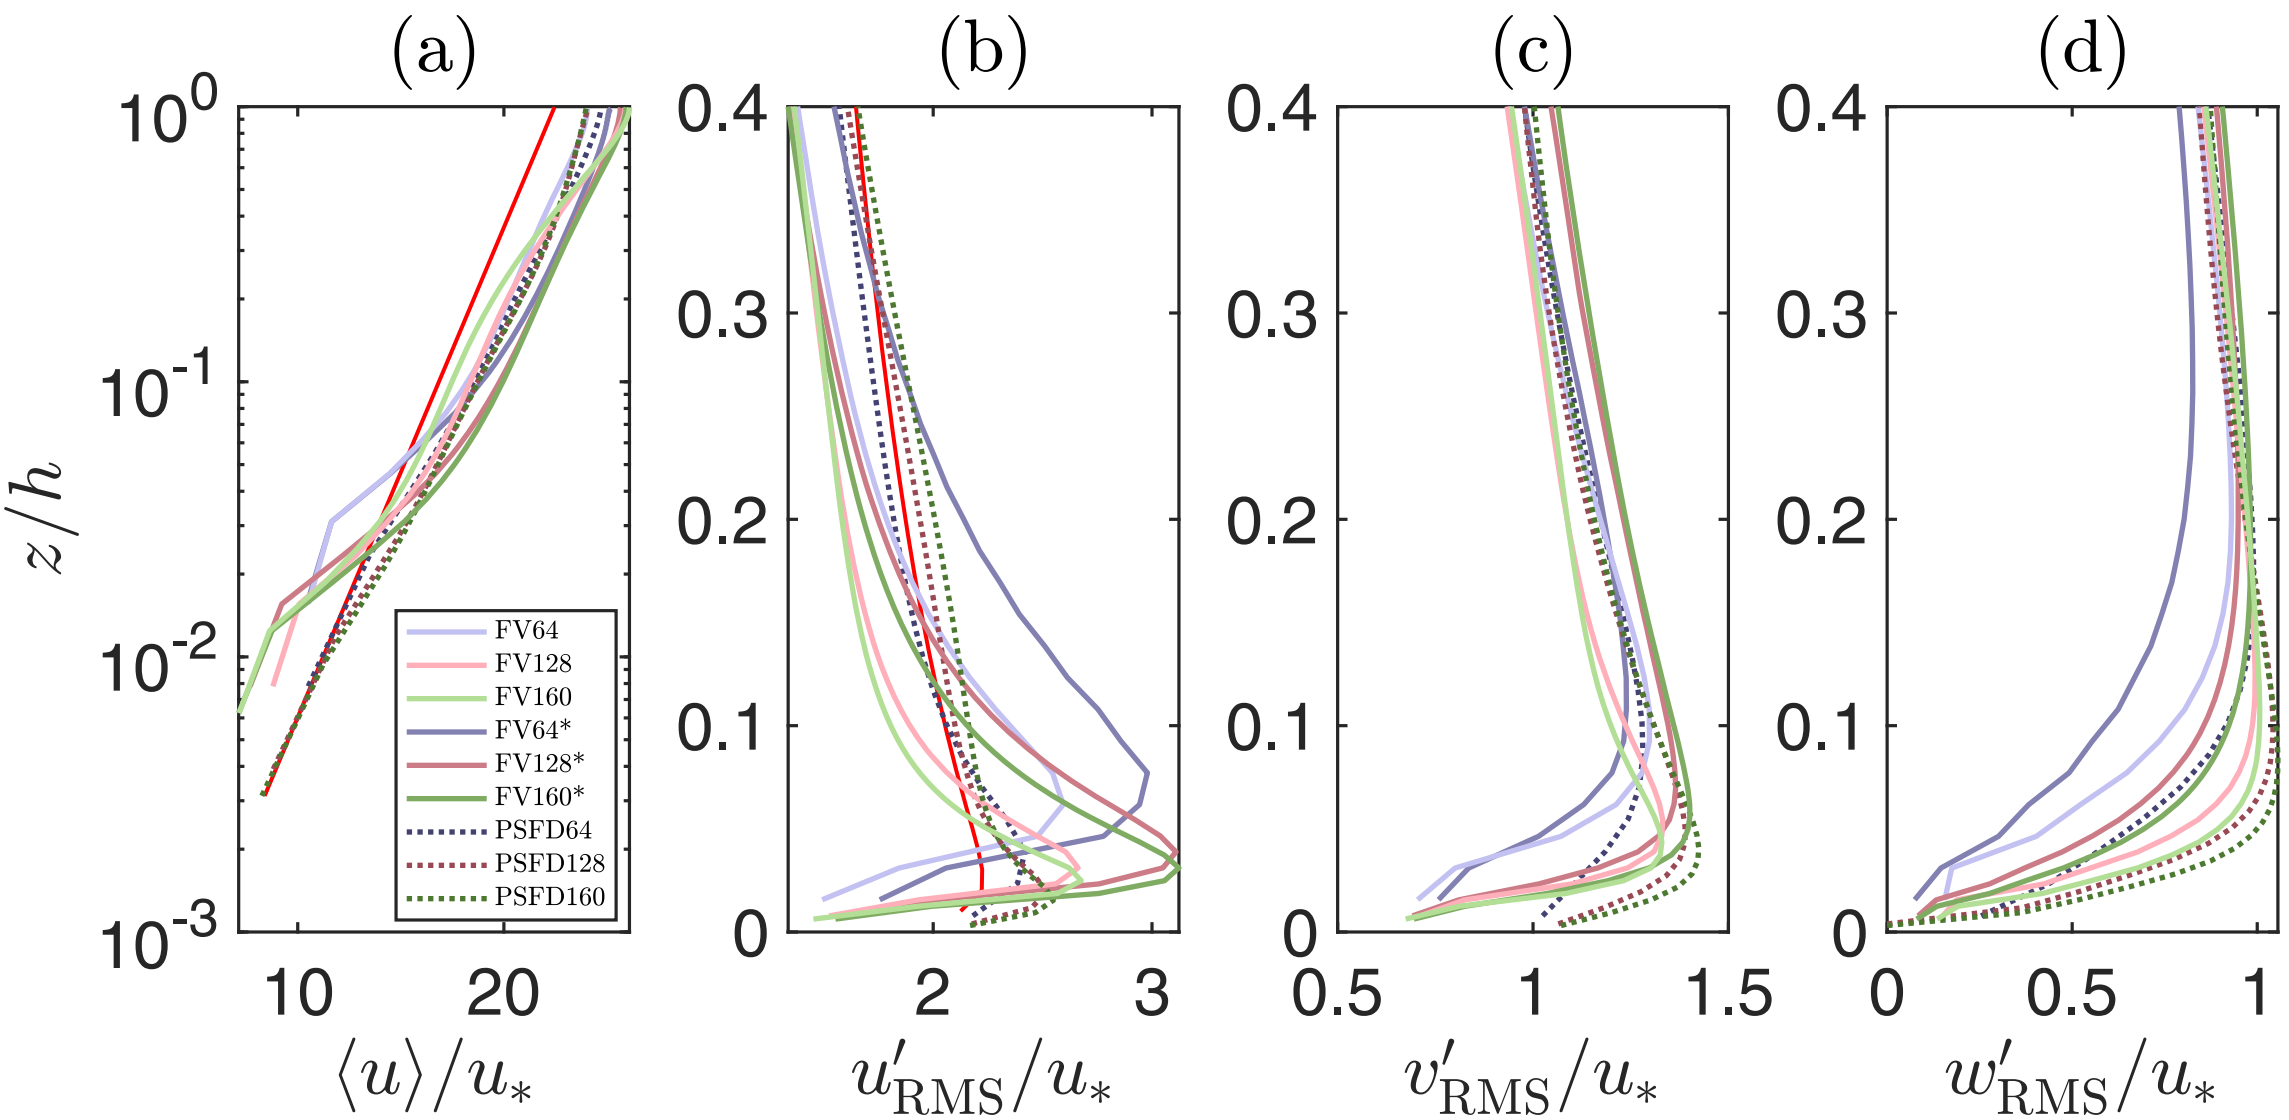 (a) (b) (c) (d)
z/h
10^0
10^-1
10^-2
10^-3
10 20
⟨u⟩/u_*
FV64
FV128
FV160
FV64*
FV128*
FV160*
PSFD64
PSFD128
PSFD160
0.4
0.3
0.2
0.1
0
2 3
u'_RMS/u_*
0.4
0.3
0.2
0.1
0
0.5 1 1.5
v'_RMS/u_*
0.4
0.3
0.2
0.1
0
0 0.5 1
w'_RMS/u_*